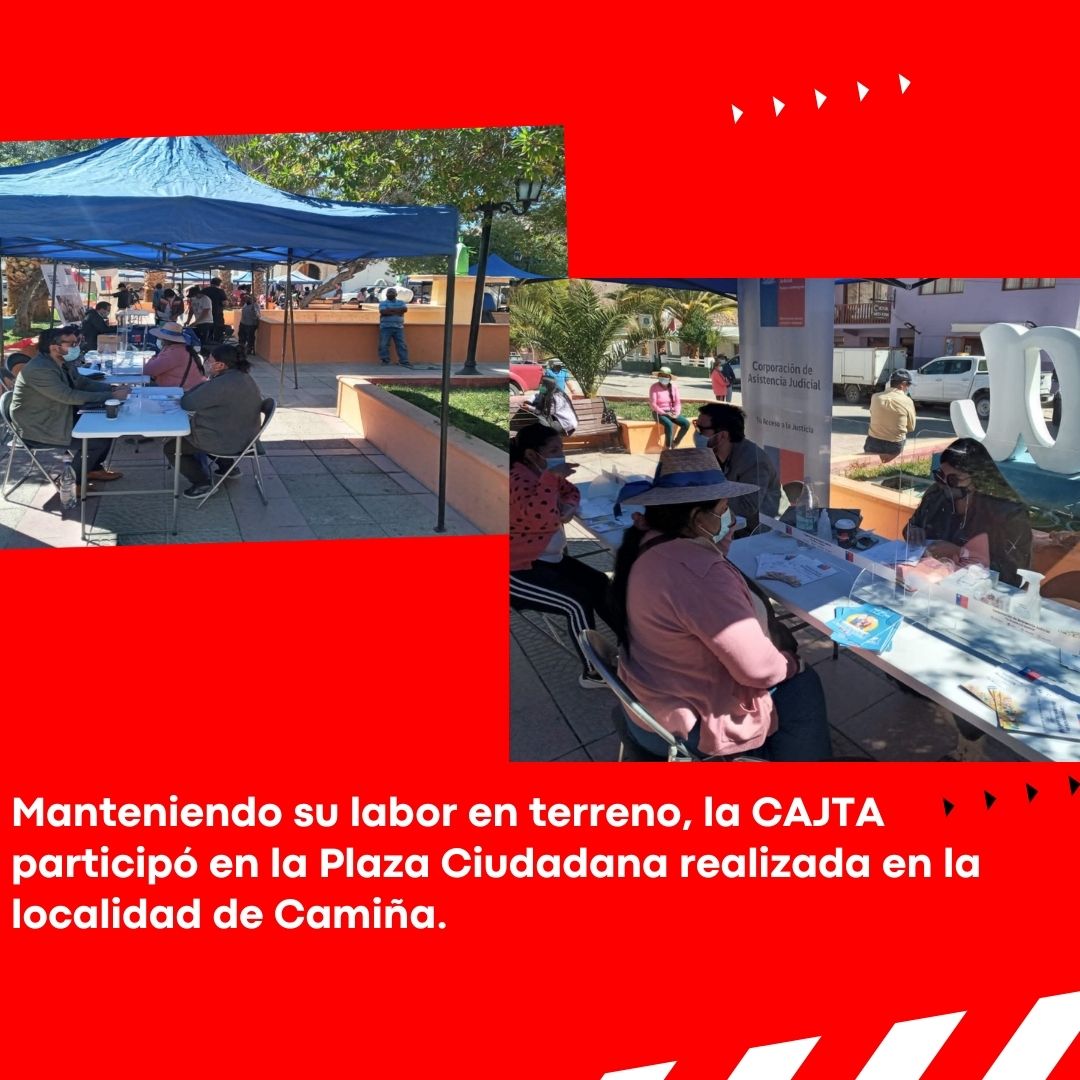 Corporación de
Asistencia Judicial
Tu Acceso a la Justicia
Manteniendo su labor en terreno, la CAJTA
participó en la Plaza Ciudadana realizada en la
localidad de Camiña.